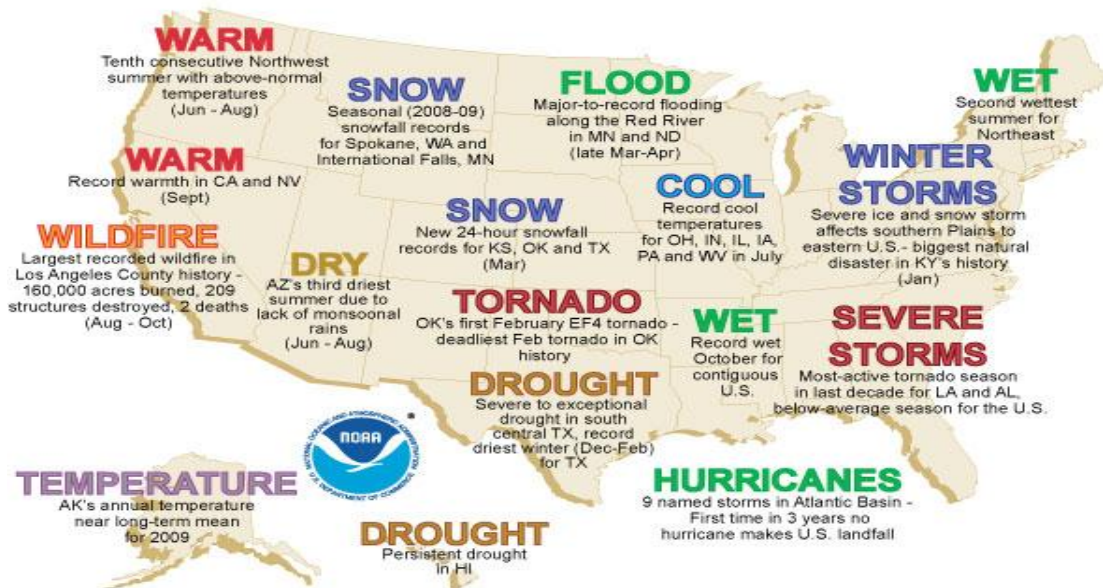 WARM
Tenth consecutive Northwest
summer with above-normal
temperatures
(Jun - Aug)
SNOW
Seasonal (2008-09)
snowfall records
for Spokane, WA and
International Falls, MN
FLOOD
Major-to-record flooding
along the Red River
in MN and ND
(late Mar-Apr)
WET
Second wettest
summer for
Northeast
WARM
Record warmth in CA and NV
(Sept)
WINTER
STORMS
Severe ice and snow storm
affects southern Plains to
eastern U.S.- biggest natural
disaster in KY's history
(Jan)
COOL
Record cool
temperatures
for OH, IN, IL, IA,
PA and WV in July
SNOW
New 24-hour snowfall
records for KS, OK and TX
(Mar)
WILDFIRE
Largest recorded wildfire in
Los Angeles County history -
160,000 acres burned, 209
structures destroyed, 2 deaths
(Aug - Oct)
DRY
AZ's third driest
summer due to
lack of monsoonal
rains
(Jun - Aug)
TORNADO
OK's first February EF4 tornado -
deadliest Feb tornado in OK
history
WET
Record wet
October for
contiguous
U.S.
SEVERE
STORMS
Most-active tornado season
in last decade for LA and AL,
below-average season for the U.S.
DROUGHT
Severe to exceptional
drought in south
central TX, record
driest winter (Dec-Feb)
for TX
NATIONAL OCEANIC AND ATMOSPHERIC ADMINISTRATION
NOAA
U.S. DEPARTMENT OF COMMERCE
TEMPERATURE
AK's annual temperature
near long-term mean
for 2009
DROUGHT
Persistent drought
in HI
HURRICANES
9 named storms in Atlantic Basin -
First time in 3 years no
hurricane makes U.S. landfall